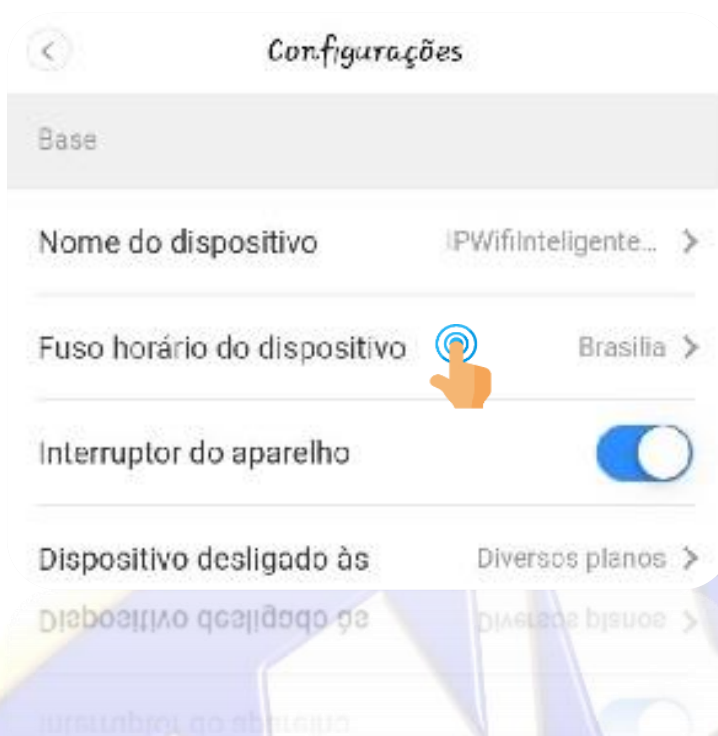 Configurações
Base
Nome do dispositivo IPWifiInteligente...
Fuso horário do dispositivo Brasilia
Interruptor do aparelho
Dispositivo desligado às Diversos planos